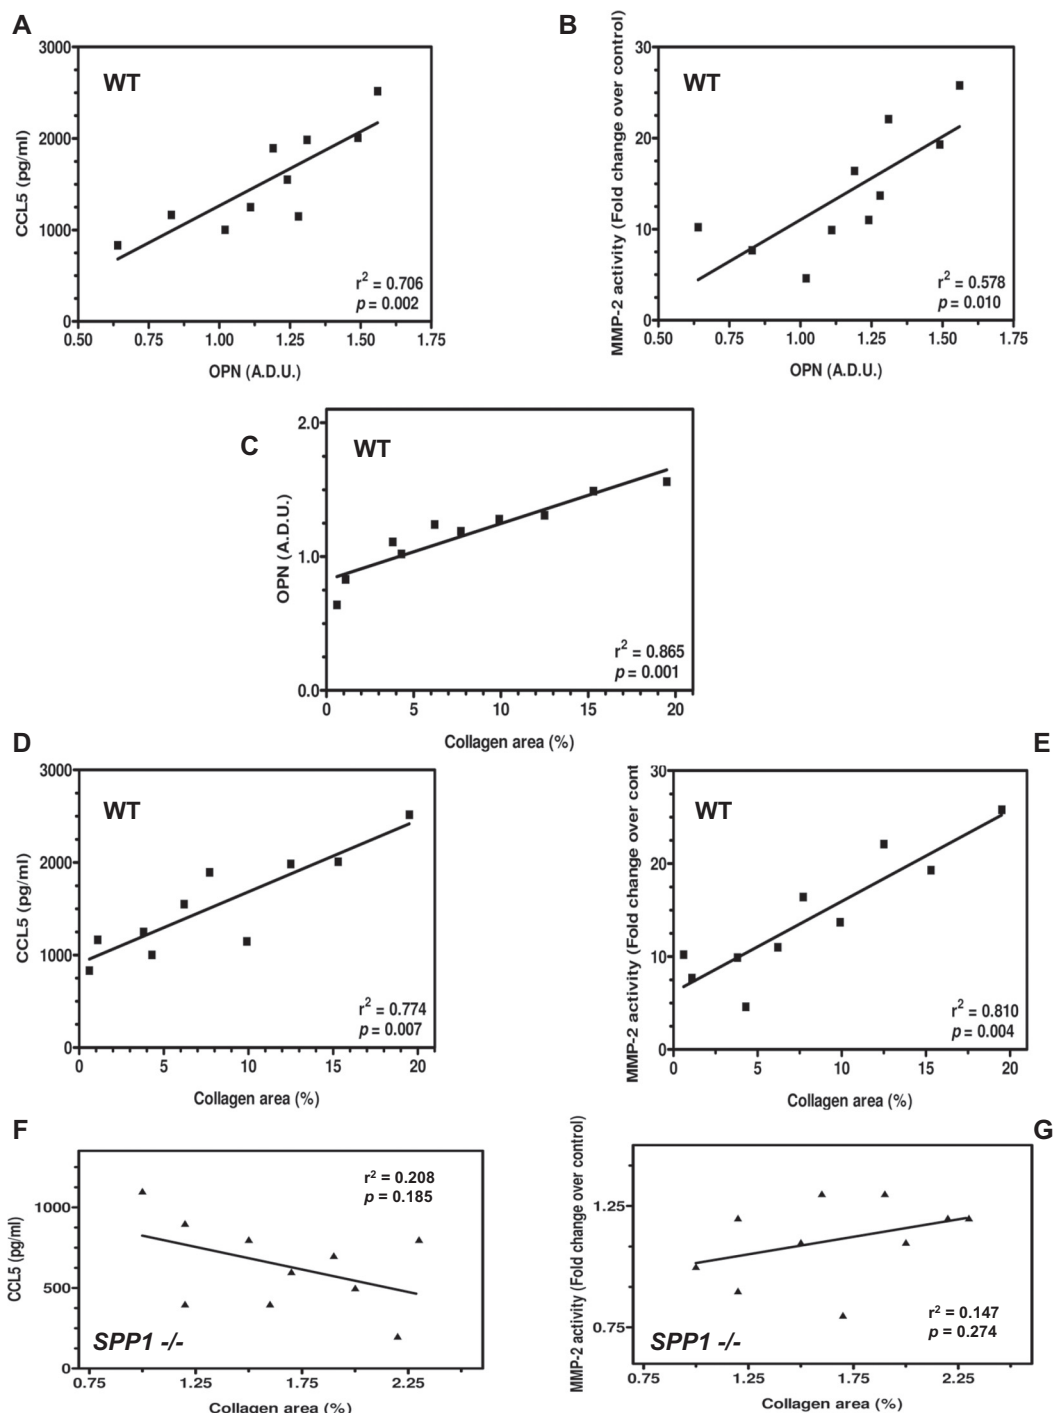 A
3000
2000
1000
0
WT
CCL5 (pg/ml)
r2 = 0.706
p = 0.002
0.50 0.75 1.00 1.25 1.50 1.75
OPN (A.D.U.)
B
30
20
10
0
WT
MMP-2 activity (Fold change over control)
r2 = 0.578
p = 0.010
0.50 0.75 1.00 1.25 1.50 1.75
OPN (A.D.U.)
C
2.0
1.0
0.0
WT
OPN (A.D.U.)
r2 = 0.865
p = 0.001
0 5 10 15 20
Collagen area (%)
D
3000
2000
1000
0
WT
CCL5 (pg/ml)
r2 = 0.774
p = 0.007
0 5 10 15 20
Collagen area (%)
E
30
20
10
0
WT
MMP-2 activity (Fold change over cont
r2 = 0.810
p = 0.004
0 5 10 15 20
Collagen area (%)
F
1000
500
0
CCL5 (pg/ml)
r2 = 0.208
p = 0.185
SPP1 -/-
0.75 1.25 1.75 2.25
Collagen area (%)
G
1.25
0.75
MMP-2 activity (Fold change over control)
r2 = 0.147
p = 0.274
SPP1 -/-
0.75 1.25 1.75 2.25
Collagen area (%)